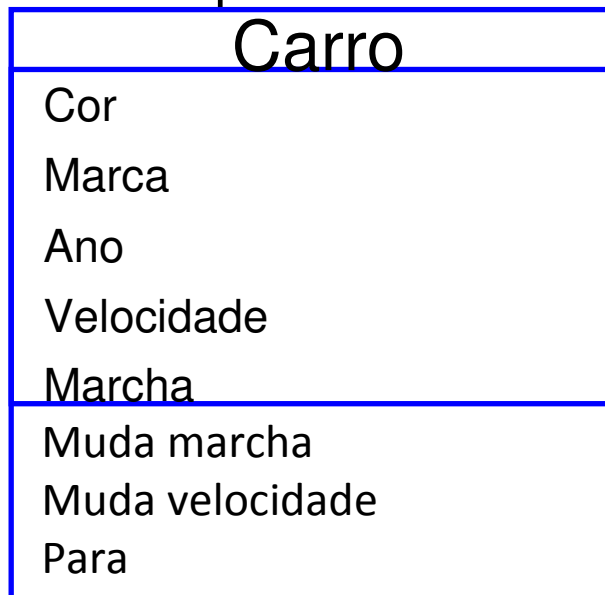 Carro
Cor
Marca
Ano
Velocidade
Marcha
Muda marcha
Muda velocidade
Para